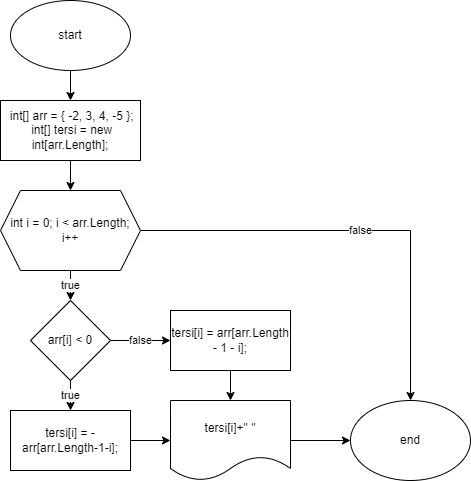 start
int[] arr = { -2, 3, 4, -5 };
int[] tersi = new
int[arr.Length];
int i = 0; i < arr.Length;
i++
false
true
arr[i] < 0
false
tersi[i] = arr[arr.Length
- 1 - i];
true
tersi[i] = -
arr[arr.Length-1-i];
tersi[i]+" "
end